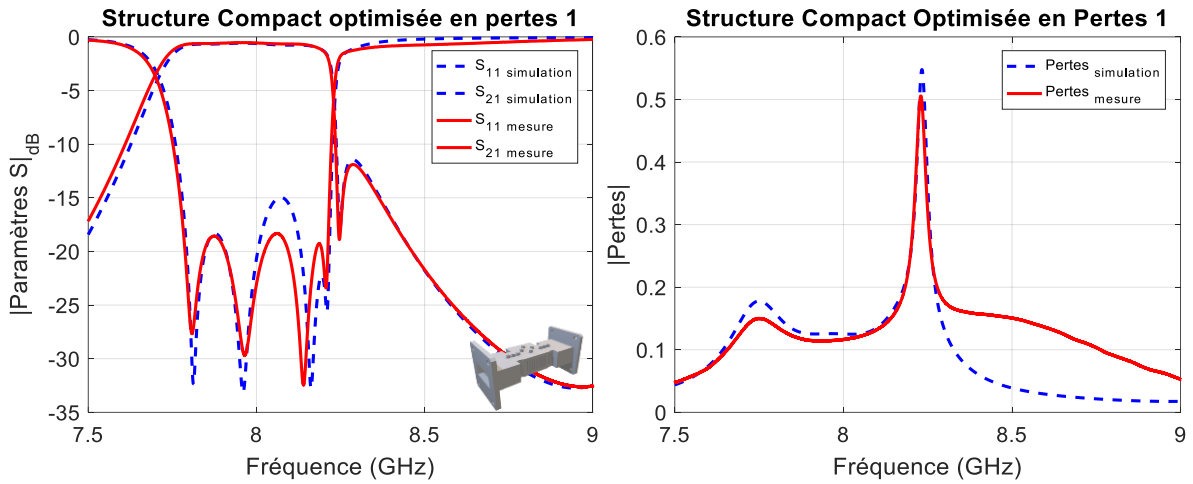 Structure Compact optimisée en pertes 1
0
-5
-10
-15
-20
-25
-30
-35
|Paramètres S|dB
S11 simulation
S21 simulation
S11 mesure
S21 mesure
7.5
8
8.5
9
Fréquence (GHz)
Structure Compact Optimisée en Pertes 1
0.6
0.5
0.4
0.3
0.2
0.1
0
|Pertes|
Pertes simulation
Pertes mesure
7.5
8
8.5
9
Fréquence (GHz)